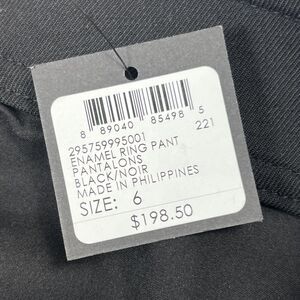 8 89040 85498 5
221
295759995001
ENAMEL RING PANT
PANTALONS
BLACK/NOIR
MADE IN PHILIPPINES
SIZE: 6
$198.50